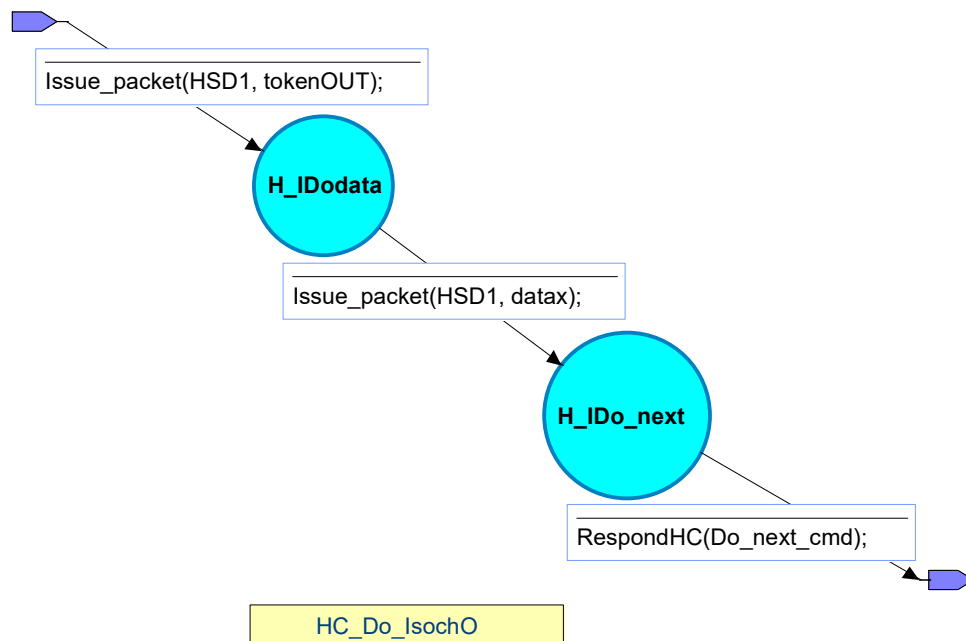 Issue_packet(HSD1, tokenOUT);
H_IDodata
Issue_packet(HSD1, datax);
H_IDo_next
RespondHC(Do_next_cmd);
HC_Do_IsochO